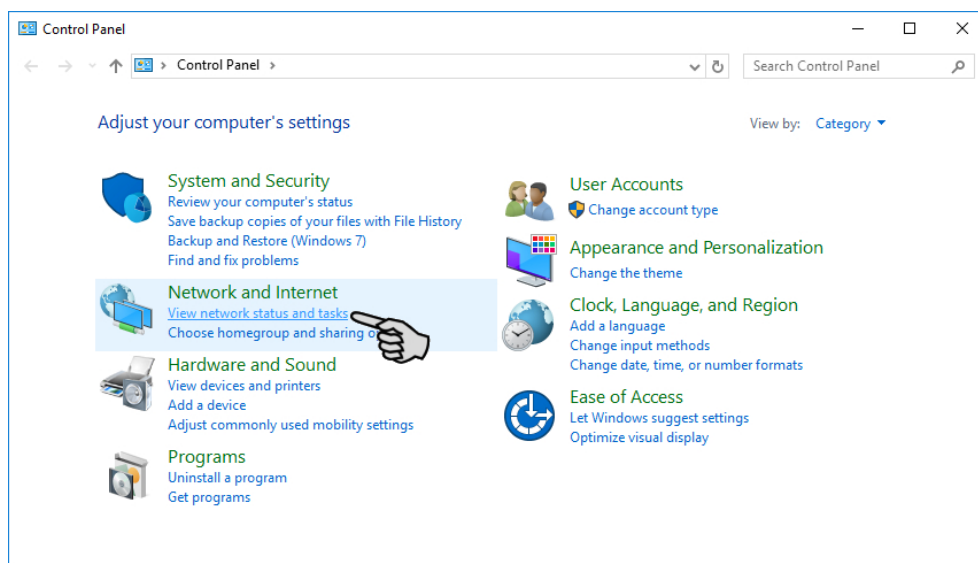 Control Panel
Control Panel
Search Control Panel
Adjust your computer's settings
View by: Category
System and Security
Review your computer's status
Save backup copies of your files with File History
Backup and Restore (Windows 7)
Find and fix problems
Network and Internet
View network status and tasks
Choose homegroup and sharing
Hardware and Sound
View devices and printers
Add a device
Adjust commonly used mobility settings
Programs
Uninstall a program
Get programs
User Accounts
Change account type
Appearance and Personalization
Change the theme
Clock, Language, and Region
Add a language
Change input methods
Change date, time, or number formats
Ease of Access
Let Windows suggest settings
Optimize visual display